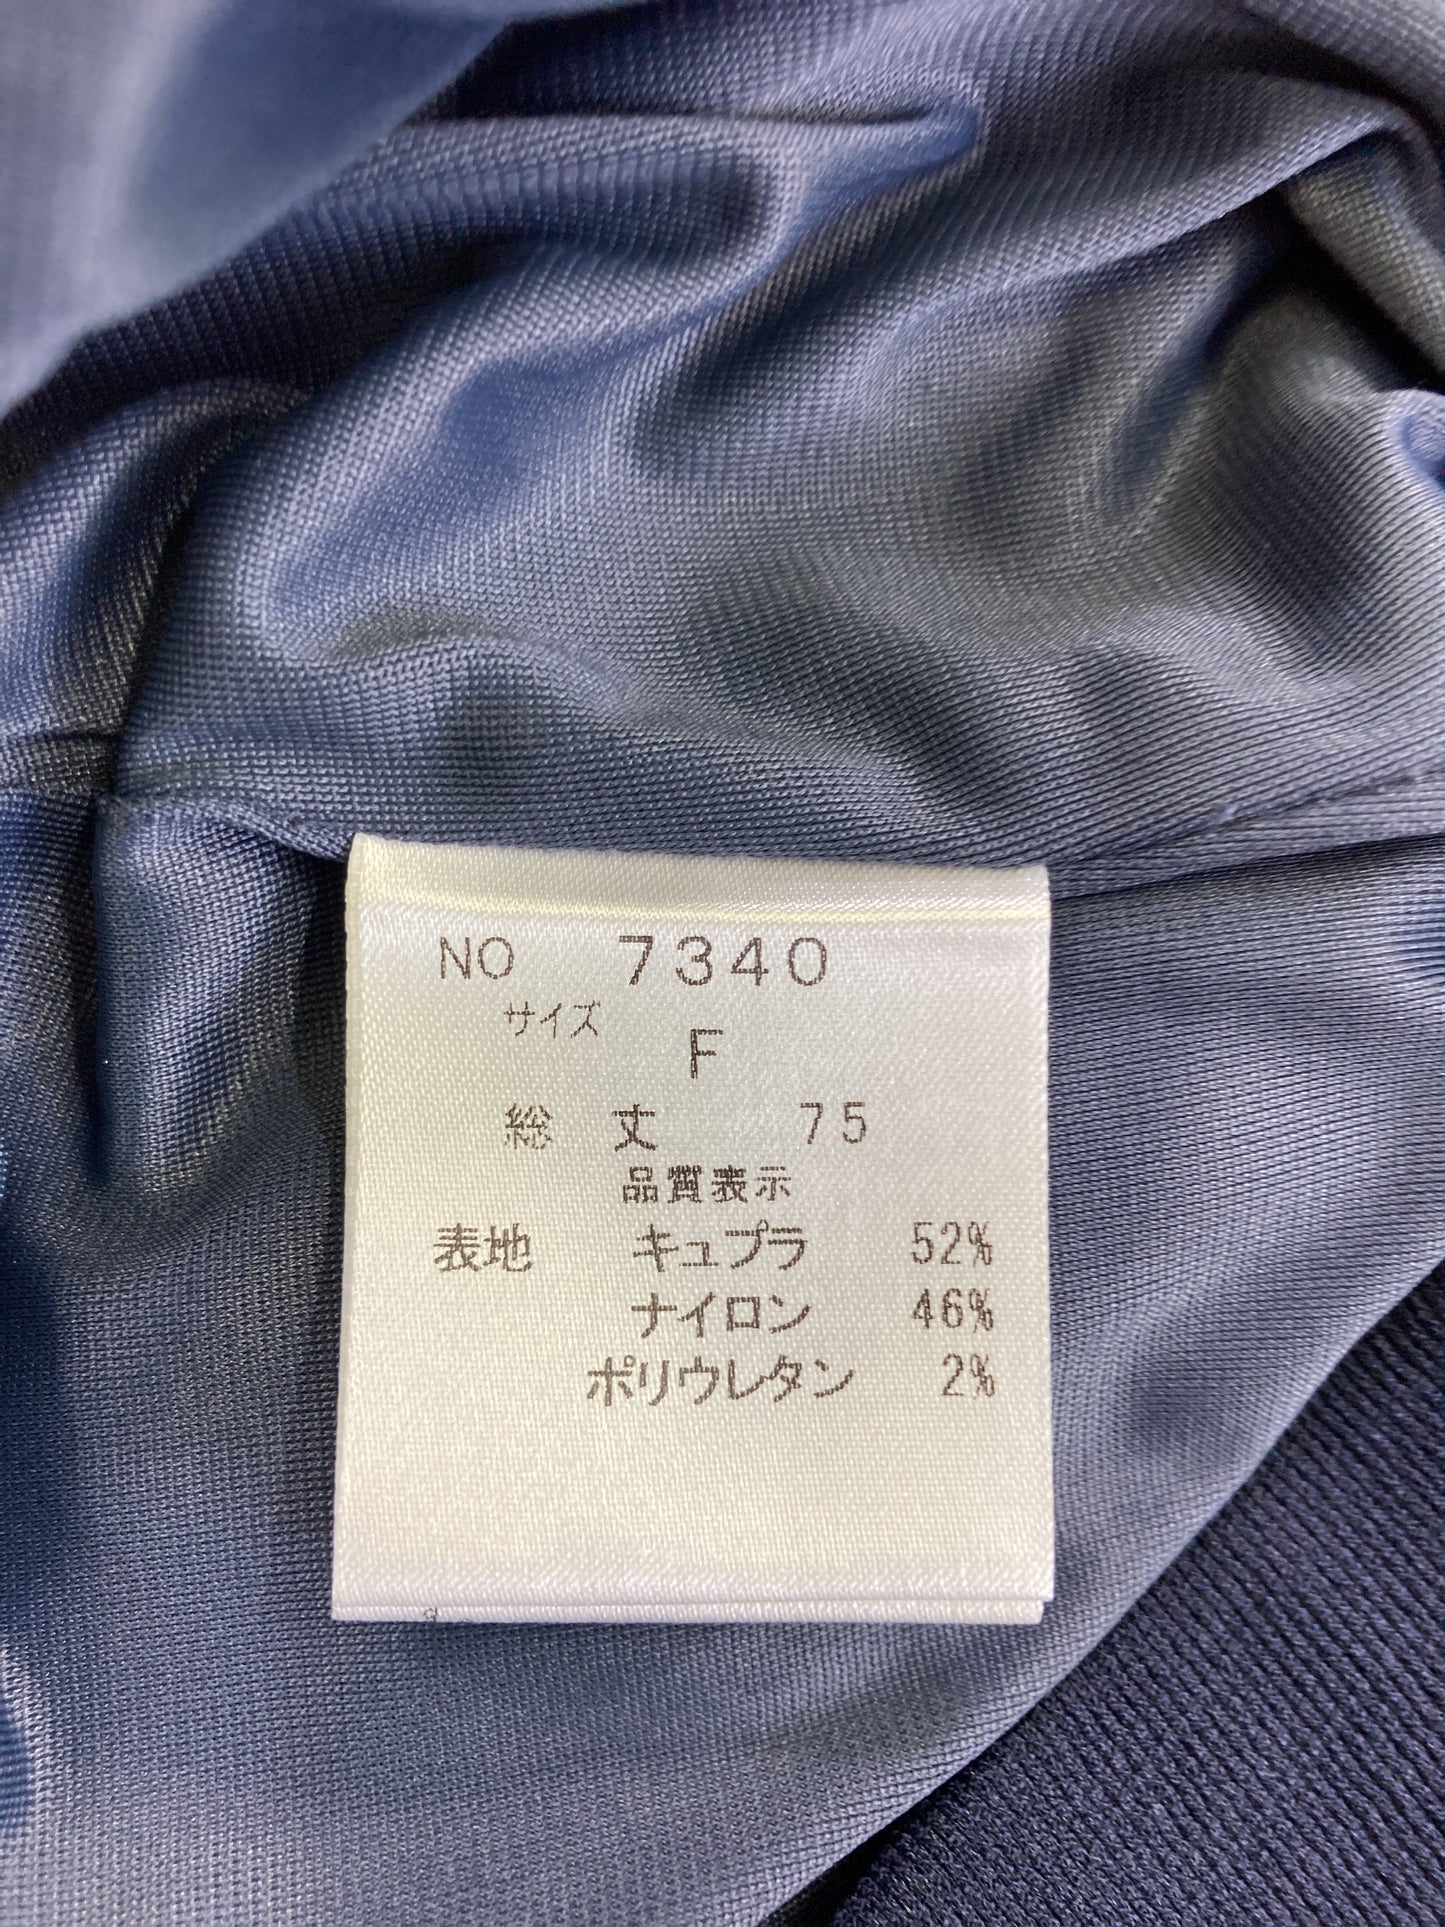 NO 7340
サイズ
F
総丈 75
品質表示
表地 キュプラ 52%
ナイロン 46%
ポリウレタン 2%